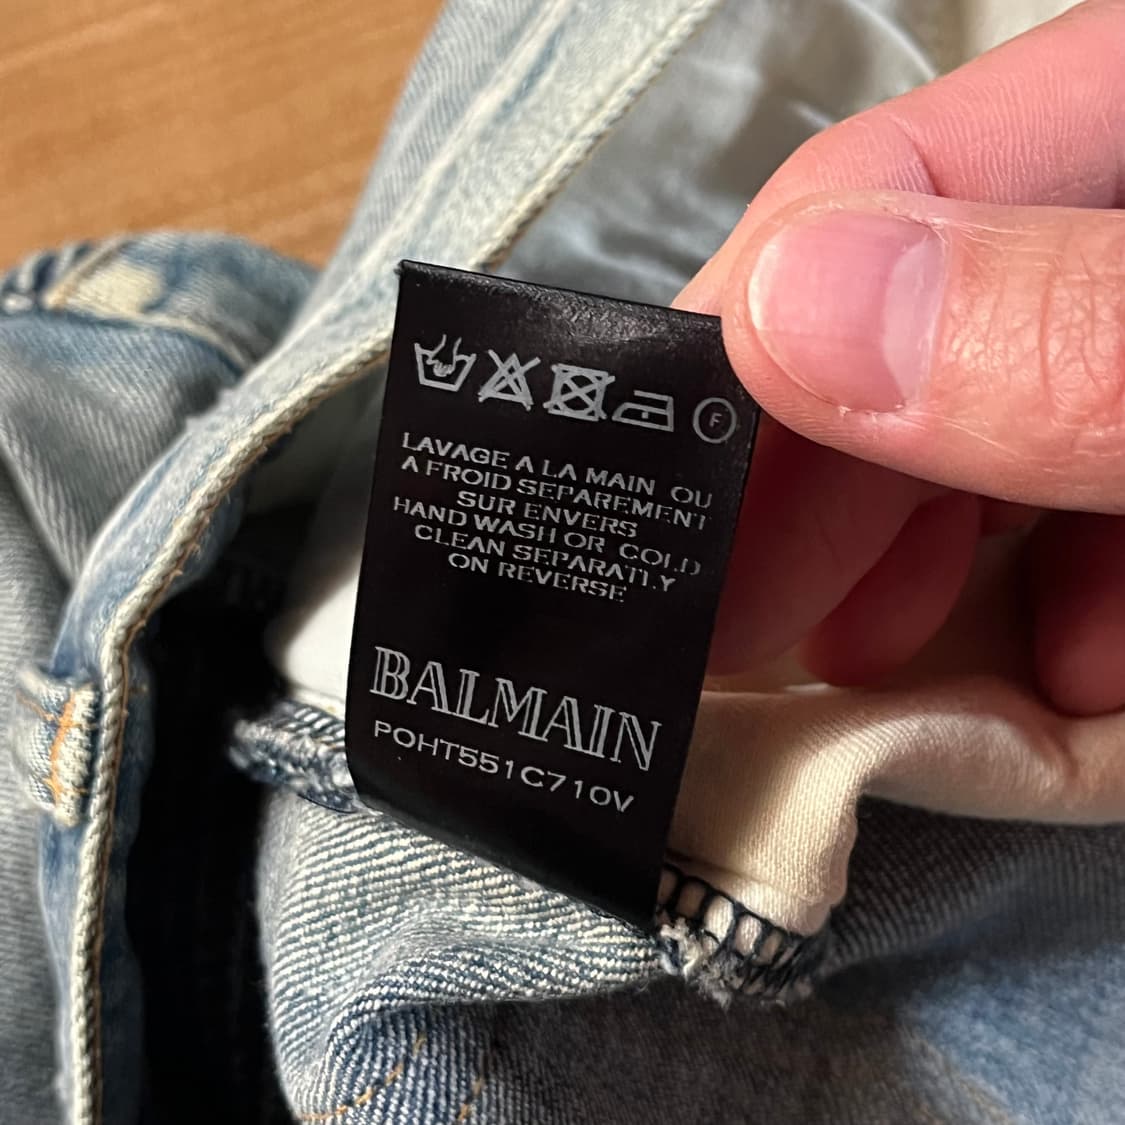 F
LAVAGE A LA MAIN OU
A FROID SEPAREMENT
SUR ENVERS
HAND WASH OR COLD
CLEAN SEPARATLY
ON REVERSE
BALMAIN
POHT551C710V